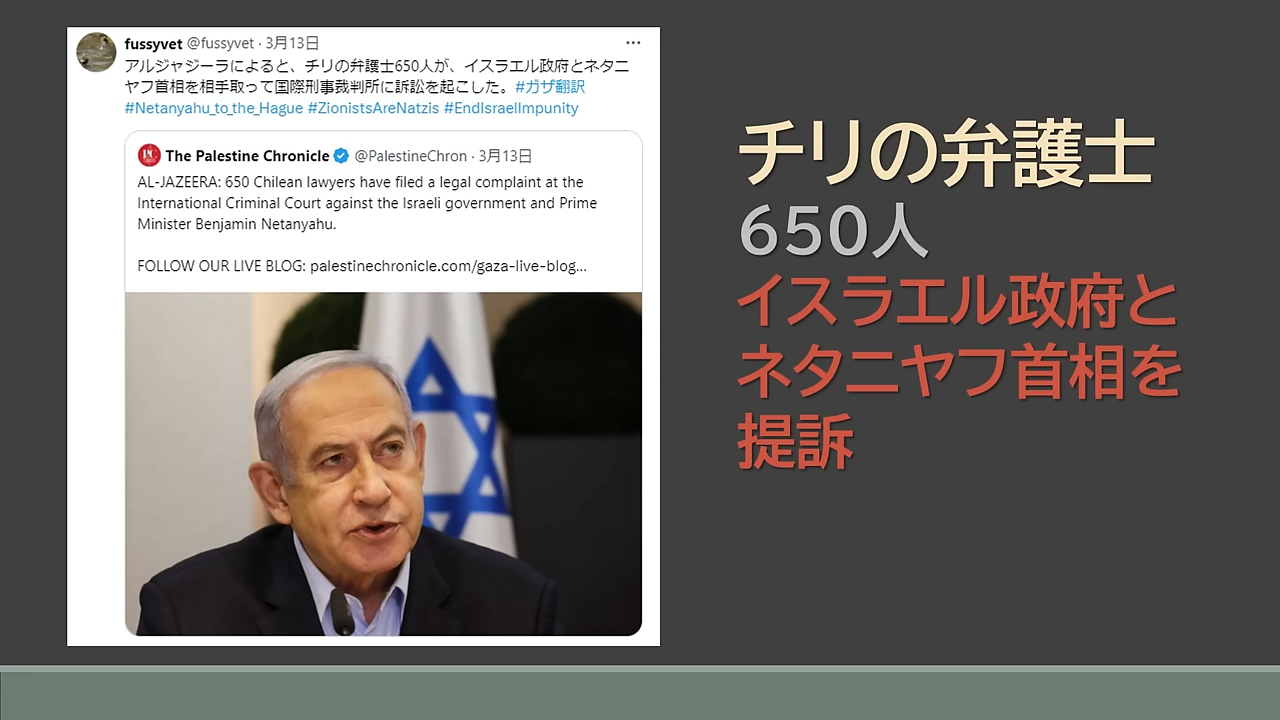 fussyvet @fussyvet · 3月13日
アルジャジーラによると、チリの弁護士650人が、イスラエル政府とネタニ
ヤフ首相を相手取って国際刑事裁判所に訴訟を起こした。#ガザ翻訳
#Netanyahu_to_the_Hague #ZionistsAreNatzis #EndIsraelImpunity
The Palestine Chronicle @PalestineChron · 3月13日
AL-JAZEERA: 650 Chilean lawyers have filed a legal complaint at the
International Criminal Court against the Israeli government and Prime
Minister Benjamin Netanyahu.
FOLLOW OUR LIVE BLOG: palestinechronicle.com/gaza-live-blog...
チリの弁護士
650人
イスラエル政府と
ネタニヤフ首相を
提訴